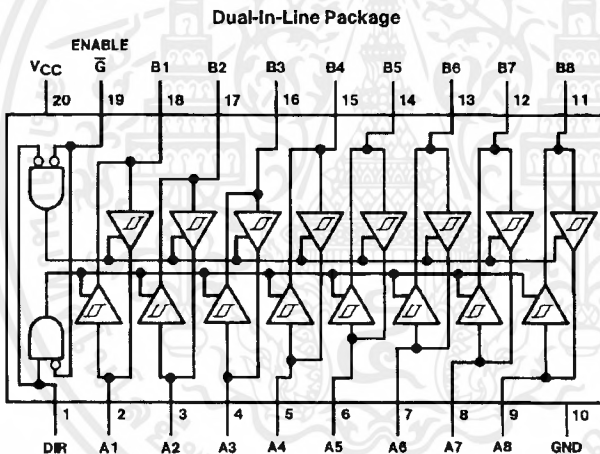 Dual-In-Line Package
ENABLE
VCC G̅ B1 B2 B3 B4 B5 B6 B7 B8
20 19 18 17 16 15 14 13 12 11
1 2 3 4 5 6 7 8 9 10
DIR A1 A2 A3 A4 A5 A6 A7 A8 GND